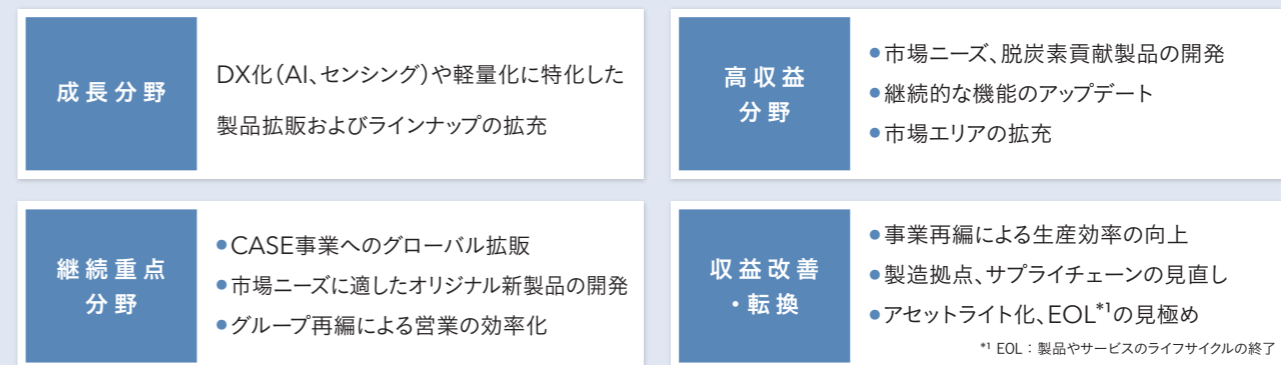 成長分野
DX化（AI、センシング）や軽量化に特化した
製品拡販およびラインナップの拡充
高収益
分野
●市場ニーズ、脱炭素貢献製品の開発
●継続的な機能のアップデート
●市場エリアの拡充
継続重点
分野
●CASE事業へのグローバル拡販
●市場ニーズに適したオリジナル新製品の開発
●グループ再編による営業の効率化
収益改善
・転換
●事業再編による生産効率の向上
●製造拠点、サプライチェーンの見直し
●アセットライト化、EOL*1の見極め
*1 EOL：製品やサービスのライフサイクルの終了